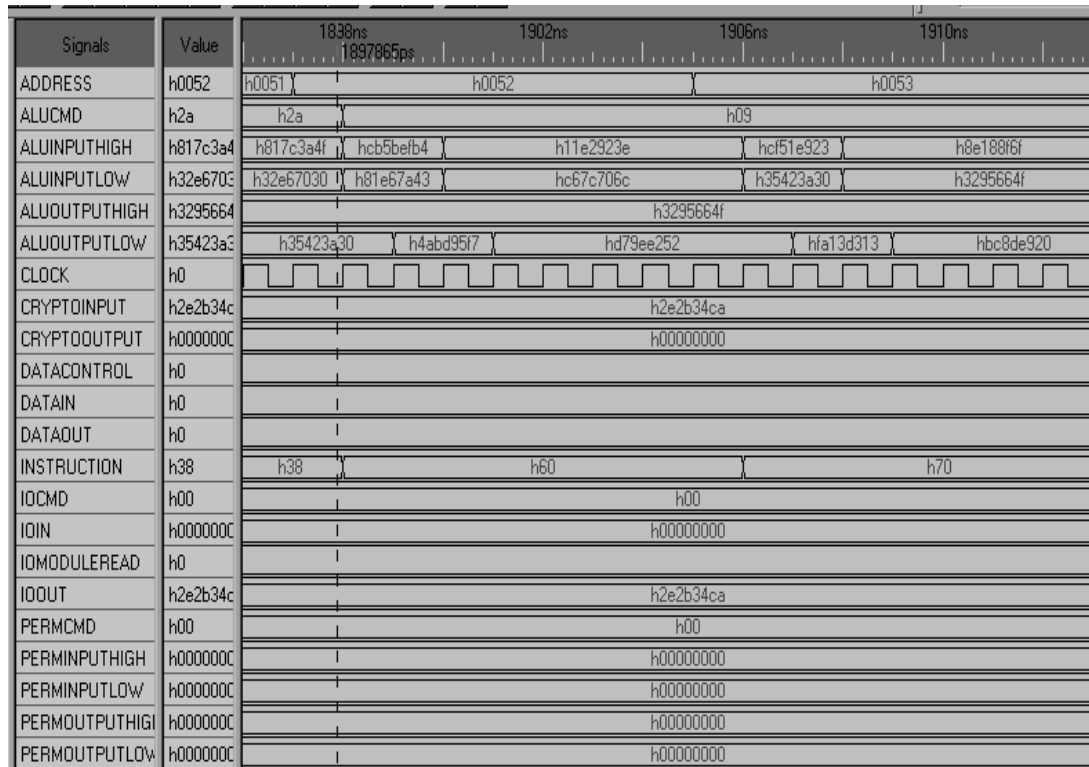 Signals Value 1898ns 1902ns 1906ns 1910ns
1897865ps
ADDRESS h0052 h0051 h0052 h0053
ALUCMD h2a h2a h09
ALUINPUTHIGH h817c3a4 h817c3a4f hcb5befb4 h11e2923e hcf51e923 h8e188f6f
ALUINPUTLOW h32e6703 h32e67030 h81e67a43 hc67c706c h35423a30 h3295664f
ALUOUTPUTHIGH h3295664 h3295664f
ALUOUTPUTLOW h35423a3 h35423a30 h4abd95f7 hd79ee252 hfa13d313 hbc8de920
CLOCK h0
CRYPTOINPUT h2e2b34c h2e2b34ca
CRYPTOOUTPUT h0000000 h00000000
DATACONTROL h0
DATAIN h0
DATAOUT h0
INSTRUCTION h38 h38 h60 h70
IOCMD h00 h00
IOIN h0000000 h00000000
IOMODULEREAD h0
IOOUT h2e2b34c h2e2b34ca
PERMCMD h00 h00
PERMINPUTHIGH h0000000 h00000000
PERMINPUTLOW h0000000 h00000000
PERMOUTPUTHIGI h0000000 h00000000
PERMOUTPUTLOW h0000000 h00000000